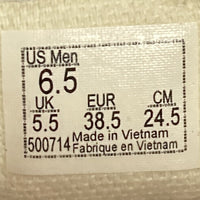 US Men
6.5
UK EUR CM
5.5 38.5 24.5
500714 Made in Vietnam
Fabrique en Vietnam